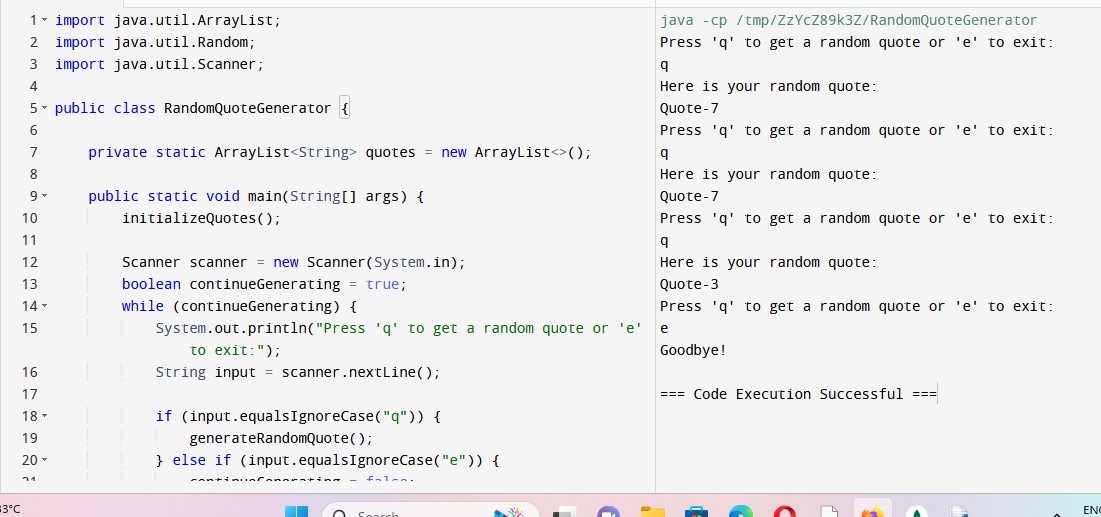 1 import java.util.ArrayList;
2 import java.util.Random;
3 import java.util.Scanner;
4
5 public class RandomQuoteGenerator {
6
7     private static ArrayList<String> quotes = new ArrayList<>();
8
9     public static void main(String[] args) {
10         initializeQuotes();
11
12         Scanner scanner = new Scanner(System.in);
13         boolean continueGenerating = true;
14         while (continueGenerating) {
15             System.out.println("Press 'q' to get a random quote or 'e'
                to exit:");
16             String input = scanner.nextLine();
17
18             if (input.equalsIgnoreCase("q")) {
19                 generateRandomQuote();
20             } else if (input.equalsIgnoreCase("e")) {
21                 continueGenerating = false;
java -cp /tmp/ZzYcZ89k3Z/RandomQuoteGenerator
Press 'q' to get a random quote or 'e' to exit:
q
Here is your random quote:
Quote-7
Press 'q' to get a random quote or 'e' to exit:
q
Here is your random quote:
Quote-7
Press 'q' to get a random quote or 'e' to exit:
q
Here is your random quote:
Quote-3
Press 'q' to get a random quote or 'e' to exit:
e
Goodbye!
=== Code Execution Successful ===
3°C
Search
ENG